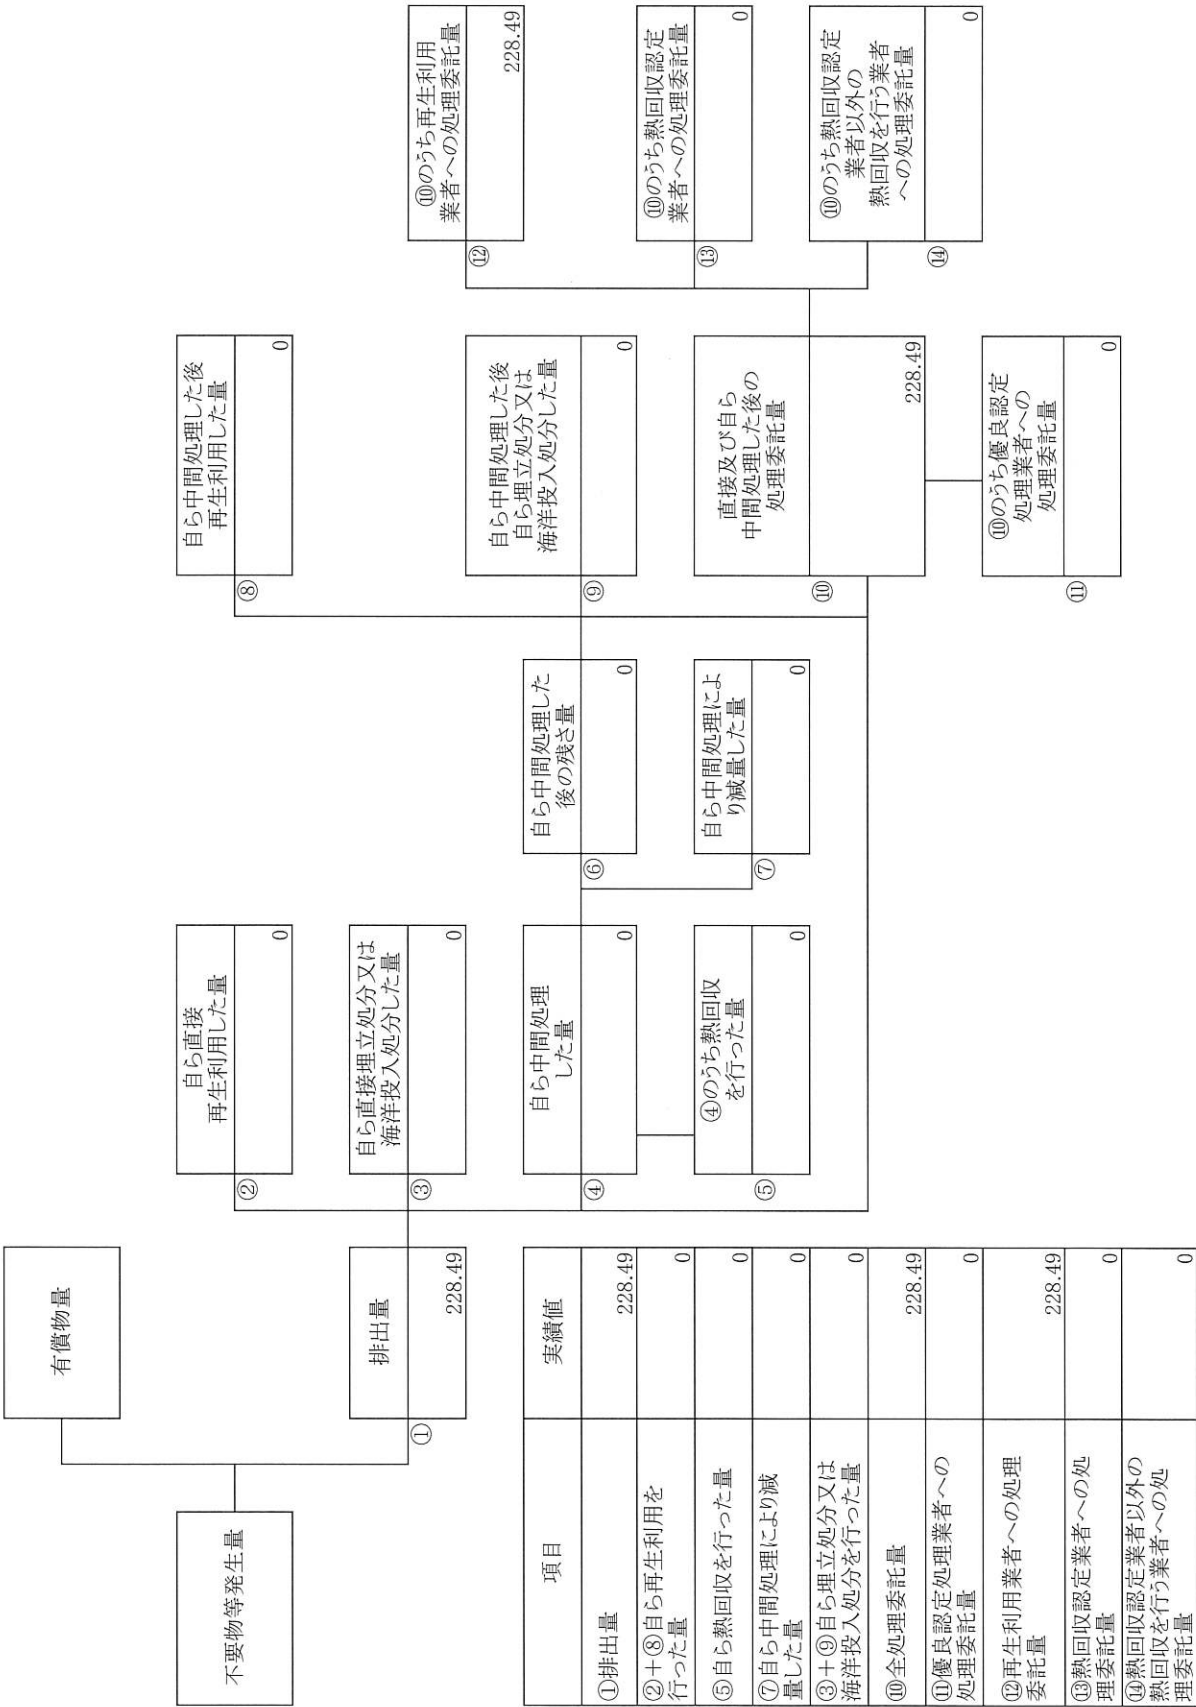 不要物等発生量
有償物量
①
排出量
228.49
②
自ら直接
再生利用した量
0
③
自ら直接埋立処分又は
海洋投入処分した量
0
④
自ら中間処理
した量
0
⑤
④のうち熱回収
を行った量
0
⑥
自ら中間処理した
後の残さ量
0
⑦
自ら中間処理によ
り減量した量
0
⑧
自ら中間処理した後
再生利用した量
0
⑨
自ら中間処理した後
自ら埋立処分又は
海洋投入処分した量
0
⑩
直接及び自ら
中間処理した後の
処理委託量
228.49
⑪
⑩のうち優良認定
処理業者への
処理委託量
0
⑫
⑩のうち再生利用
業者への処理委託量
228.49
⑬
⑩のうち熱回収認定
業者への処理委託量
0
⑭
⑩のうち熱回収認定
業者以外の
熱回収を行う業者
への処理委託量
0
項目 実績値
①排出量 228.49
②+⑧自ら再生利用を
行った量 0
⑤自ら熱回収を行った量 0
⑦自ら中間処理により減
量した量 0
③+⑨自ら埋立処分又は
海洋投入処分を行った量 0
⑩全処理委託量 228.49
⑪優良認定処理業者への
処理委託量 0
⑫再生利用業者への処理
委託量 228.49
⑬熱回収認定業者への処
理委託量 0
⑭熱回収認定業者以外の
熱回収を行う業者への処
理委託量 0